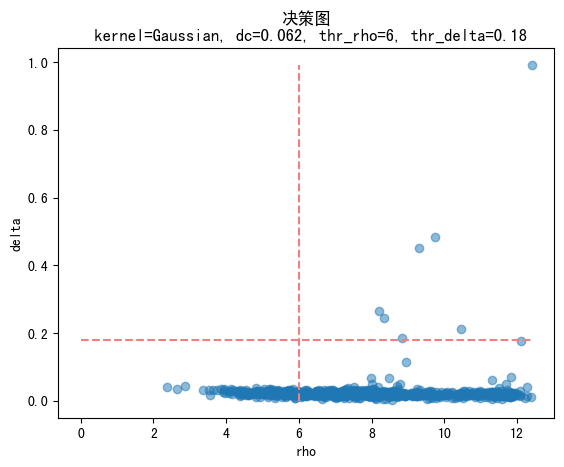 决策图
kernel=Gaussian, dc=0.062, thr_rho=6, thr_delta=0.18
1.0
0.8
0.6
0.4
0.2
0.0
delta
0 2 4 6 8 10 12
rho